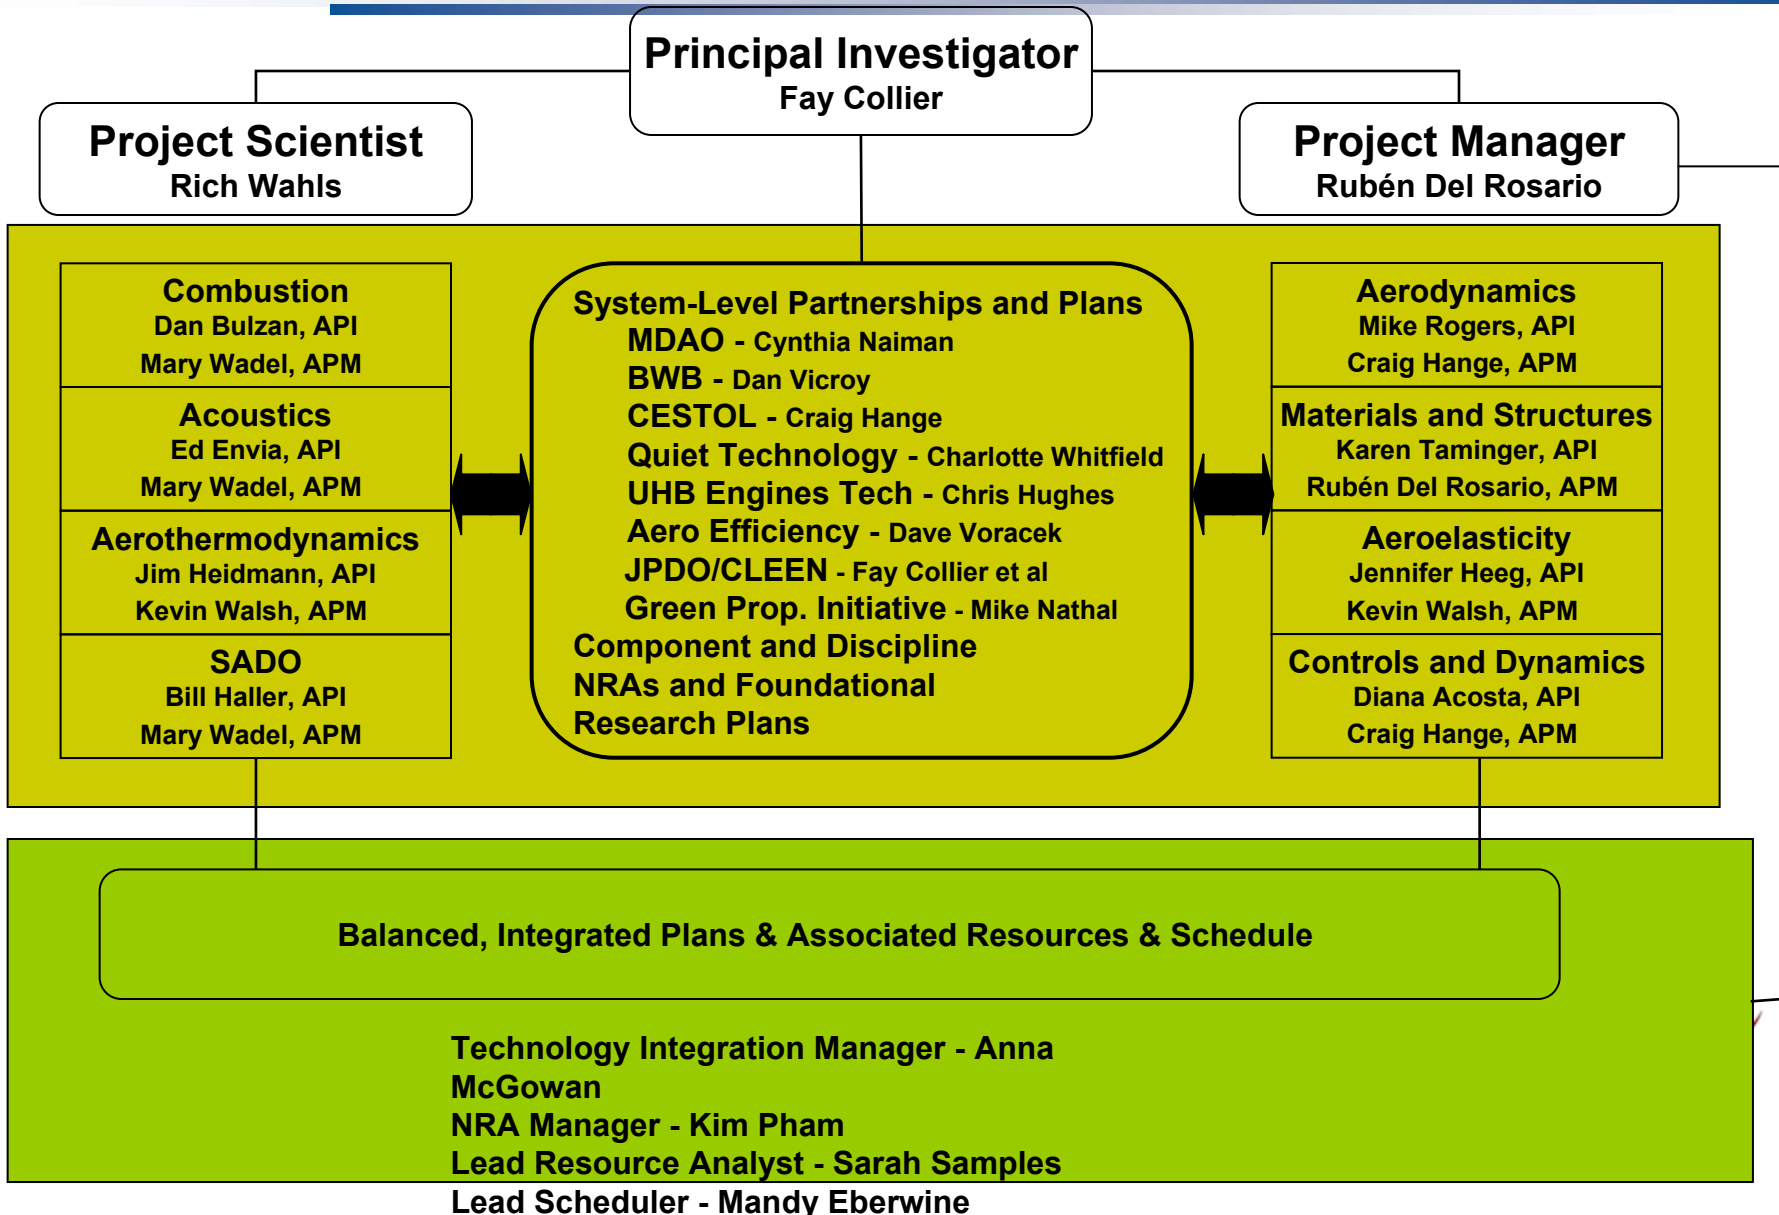 Principal Investigator
Fay Collier
Project Scientist
Rich Wahls
Project Manager
Rubén Del Rosario
Combustion
Dan Bulzan, API
Mary Wadel, APM
Acoustics
Ed Envia, API
Mary Wadel, APM
Aerothermodynamics
Jim Heidmann, API
Kevin Walsh, APM
SADO
Bill Haller, API
Mary Wadel, APM
System-Level Partnerships and Plans
MDAO - Cynthia Naiman
BWB - Dan Vicroy
CESTOL - Craig Hange
Quiet Technology - Charlotte Whitfield
UHB Engines Tech - Chris Hughes
Aero Efficiency - Dave Voracek
JPDO/CLEEN - Fay Collier et al
Green Prop. Initiative - Mike Nathal
Component and Discipline
NRAs and Foundational
Research Plans
Aerodynamics
Mike Rogers, API
Craig Hange, APM
Materials and Structures
Karen Taminger, API
Rubén Del Rosario, APM
Aeroelasticity
Jennifer Heeg, API
Kevin Walsh, APM
Controls and Dynamics
Diana Acosta, API
Craig Hange, APM
Balanced, Integrated Plans & Associated Resources & Schedule
Technology Integration Manager - Anna
McGowan
NRA Manager - Kim Pham
Lead Resource Analyst - Sarah Samples
Lead Scheduler - Mandy Eberwine